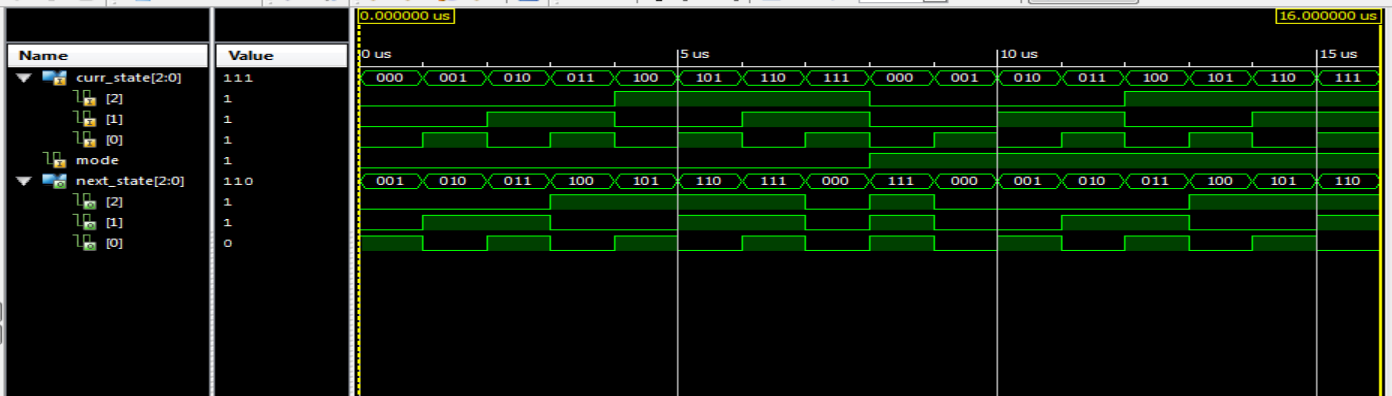 0.000000 us 16.000000 us
Name Value 0 us 5 us 10 us 15 us
curr_state[2:0] 111 000 001 010 011 100 101 110 111 000 001 010 011 100 101 110 111
[2] 1
[1] 1
[0] 1
mode 1
next_state[2:0] 110 001 010 011 100 101 110 111 000 111 000 001 010 011 100 101 110
[2] 1
[1] 1
[0] 0